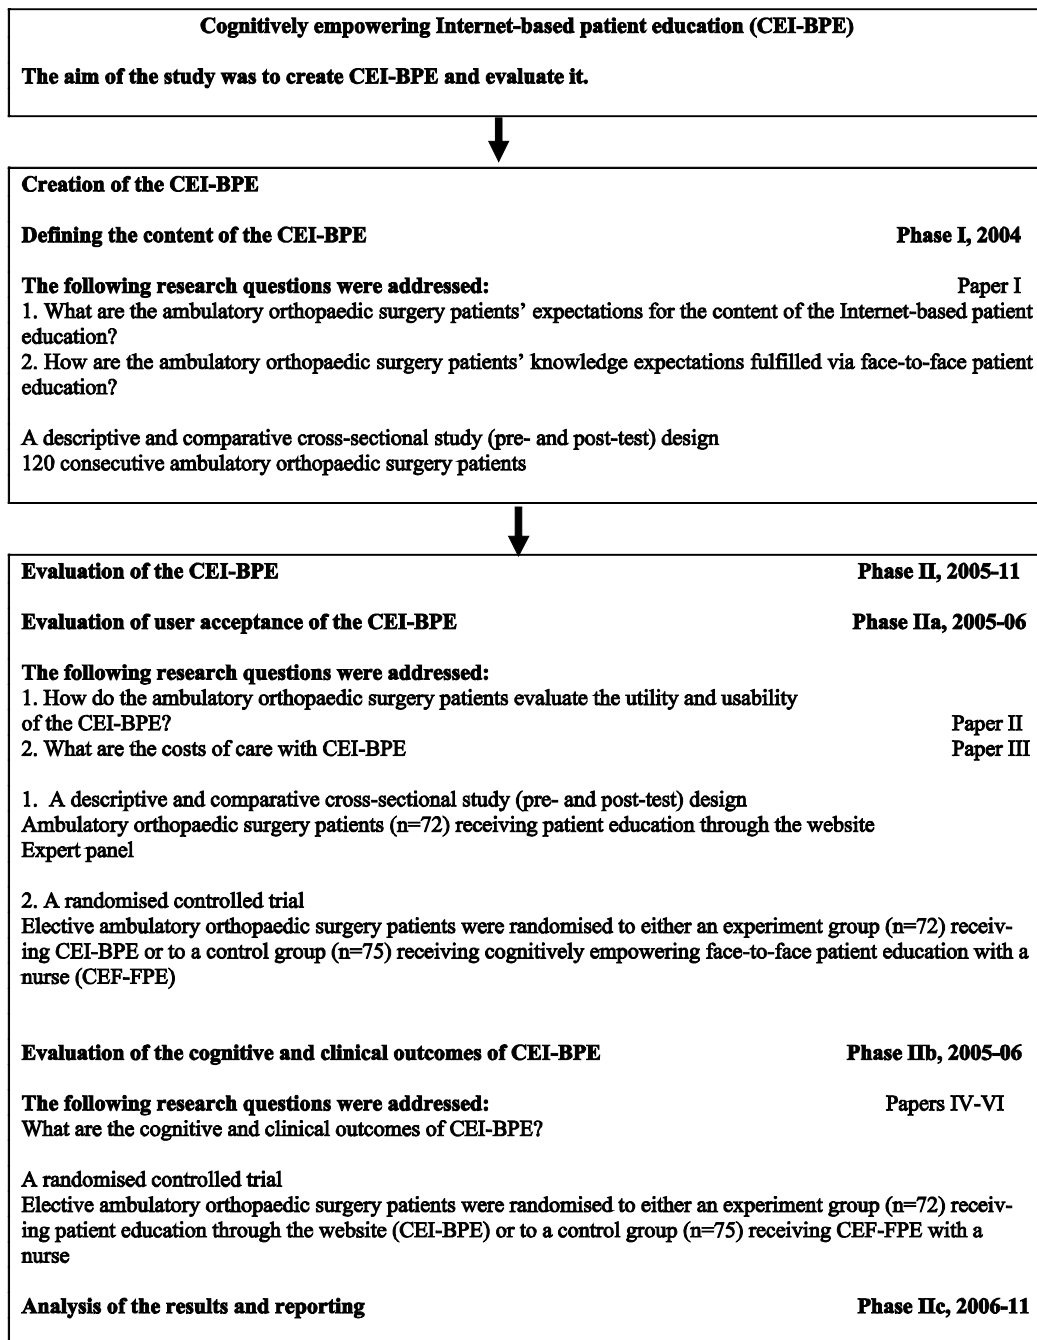 Cognitively empowering Internet-based patient education (CEI-BPE)
The aim of the study was to create CEI-BPE and evaluate it.
Creation of the CEI-BPE
Defining the content of the CEI-BPE Phase I, 2004
The following research questions were addressed: Paper I
1. What are the ambulatory orthopaedic surgery patients’ expectations for the content of the Internet-based patient
education?
2. How are the ambulatory orthopaedic surgery patients’ knowledge expectations fulfilled via face-to-face patient
education?
A descriptive and comparative cross-sectional study (pre- and post-test) design
120 consecutive ambulatory orthopaedic surgery patients
Evaluation of the CEI-BPE Phase II, 2005-11
Evaluation of user acceptance of the CEI-BPE Phase IIa, 2005-06
The following research questions were addressed:
1. How do the ambulatory orthopaedic surgery patients evaluate the utility and usability
of the CEI-BPE? Paper II
2. What are the costs of care with CEI-BPE Paper III
1. A descriptive and comparative cross-sectional study (pre- and post-test) design
Ambulatory orthopaedic surgery patients (n=72) receiving patient education through the website
Expert panel
2. A randomised controlled trial
Elective ambulatory orthopaedic surgery patients were randomised to either an experiment group (n=72) receiv-
ing CEI-BPE or to a control group (n=75) receiving cognitively empowering face-to-face patient education with a
nurse (CEF-FPE)
Evaluation of the cognitive and clinical outcomes of CEI-BPE Phase IIb, 2005-06
The following research questions were addressed: Papers IV-VI
What are the cognitive and clinical outcomes of CEI-BPE?
A randomised controlled trial
Elective ambulatory orthopaedic surgery patients were randomised to either an experiment group (n=72) receiv-
ing patient education through the website (CEI-BPE) or to a control group (n=75) receiving CEF-FPE with a
nurse
Analysis of the results and reporting Phase IIc, 2006-11